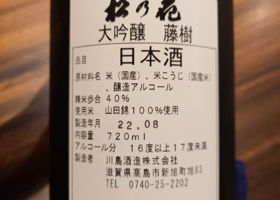 松の花
大吟醸 藤樹
品目 日本酒
原材料名 米(国産)、米こうじ(国産米)
、醸造アルコール
精米歩合 40%
使用米 山田錦100%使用
製造年月 22.08
内容量 720ml
アルコール分 16度以上17度未満
製造者 川島酒造株式会社
滋賀県高島市新旭町旭83
TEL 0740-25-2202